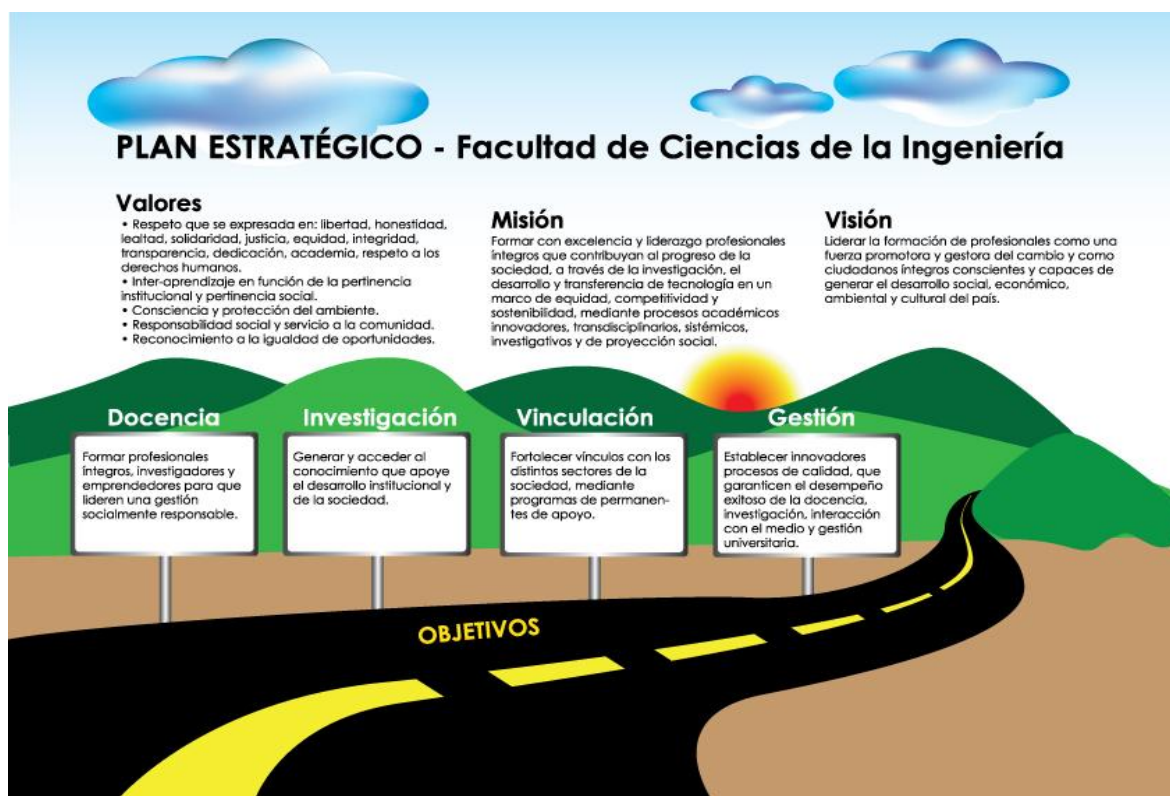 PLAN ESTRATÉGICO - Facultad de Ciencias de la Ingeniería
Valores
• Respeto que se expresada en: libertad, honestidad,
lealtad, solidaridad, justicia, equidad, integridad,
transparencia, dedicación, academia, respeto a los
derechos humanos.
• Inter-aprendizaje en función de la pertinencia
institucional y pertinencia social.
• Consciencia y protección del ambiente.
• Responsabilidad social y servicio a la comunidad.
• Reconocimiento a la igualdad de oportunidades.
Misión
Formar con excelencia y liderazgo profesionales
íntegros que contribuyan al progreso de la
sociedad, a través de la investigación, el
desarrollo y transferencia de tecnología en un
marco de equidad, competitividad y
sostenibilidad, mediante procesos académicos
innovadores, transdisciplinarios, sistémicos,
investigativos y de proyección social.
Visión
Liderar la formación de profesionales como una
fuerza promotora y gestora del cambio y como
ciudadanos íntegros conscientes y capaces de
generar el desarrollo social, económico,
ambiental y cultural del país.
Docencia
Formar profesionales
íntegros, investigadores y
emprendedores para que
lideren una gestión
socialmente responsable.
Investigación
Generar y acceder al
conocimiento que apoye
el desarrollo institucional y
de la sociedad.
Vinculación
Fortalecer vínculos con los
distintos sectores de la
sociedad, mediante
programas de permanen-
tes de apoyo.
Gestión
Establecer innovadores
procesos de calidad, que
garanticen el desempeño
exitoso de la docencia,
investigación, interacción
con el medio y gestión
universitaria.
OBJETIVOS